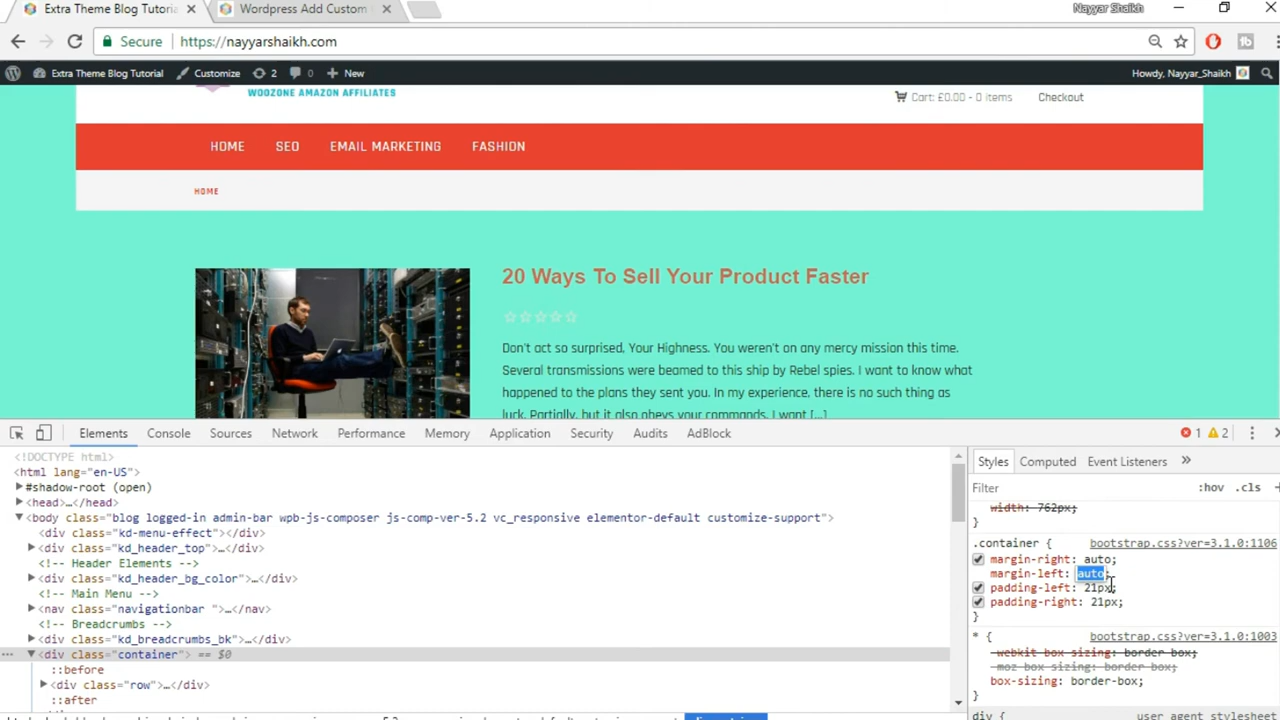 Extra Theme Blog Tutoria
Wordpress Add Custom
Nayyar Shaikh
Secure
https://nayyarshaikh.com
Extra Theme Blog Tutorial
Customize
2
0
New
Howdy, Nayyar_Shaikh
WOOZONE AMAZON AFFILIATES
Cart: £0.00 - 0 items
Checkout
HOME
SEO
EMAIL MARKETING
FASHION
HOME
20 Ways To Sell Your Product Faster
Don't act so surprised, Your Highness. You weren't on any mercy mission this time.
Several transmissions were beamed to this ship by Rebel spies. I want to know what
happened to the plans they sent you. In my experience, there is no such thing as
luck. Partially, but it also obeys your commands. I want [...]
Elements
Console
Sources
Network
Performance
Memory
Application
Security
Audits
AdBlock
1
2
<!DOCTYPE html>
<html lang="en-US">
#shadow-root (open)
<head>…</head>
<body class="blog logged-in admin-bar wpb-js-composer js-comp-ver-5.2 vc_responsive elementor-default customize-support">
<div class="kd-menu-effect"></div>
<div class="kd_header_top">…</div>
<!-- Header Elements -->
<div class="kd_header_bg_color">…</div>
<!-- Main Menu -->
<div class="navigationbar ">…</nav>
<!-- Breadcrumbs -->
<div class="kd_breadcrumbs_bk">…</div>
<div class="container"> == $0
::before
<div class="row">…</div>
::after
Styles
Computed
Event Listeners
Filter
:hov
.cls
+
width: 762px;
}
.container {
bootstrap.css?ver=3.1.0:1106
margin-right: auto;
margin-left: auto;
padding-left: 21px;
padding-right: 21px;
}
* {
bootstrap.css?ver=3.1.0:1003
-webkit-box-sizing: border-box;
-moz-box-sizing: border-box;
box-sizing: border-box;
}
div {
user agent stylesheet